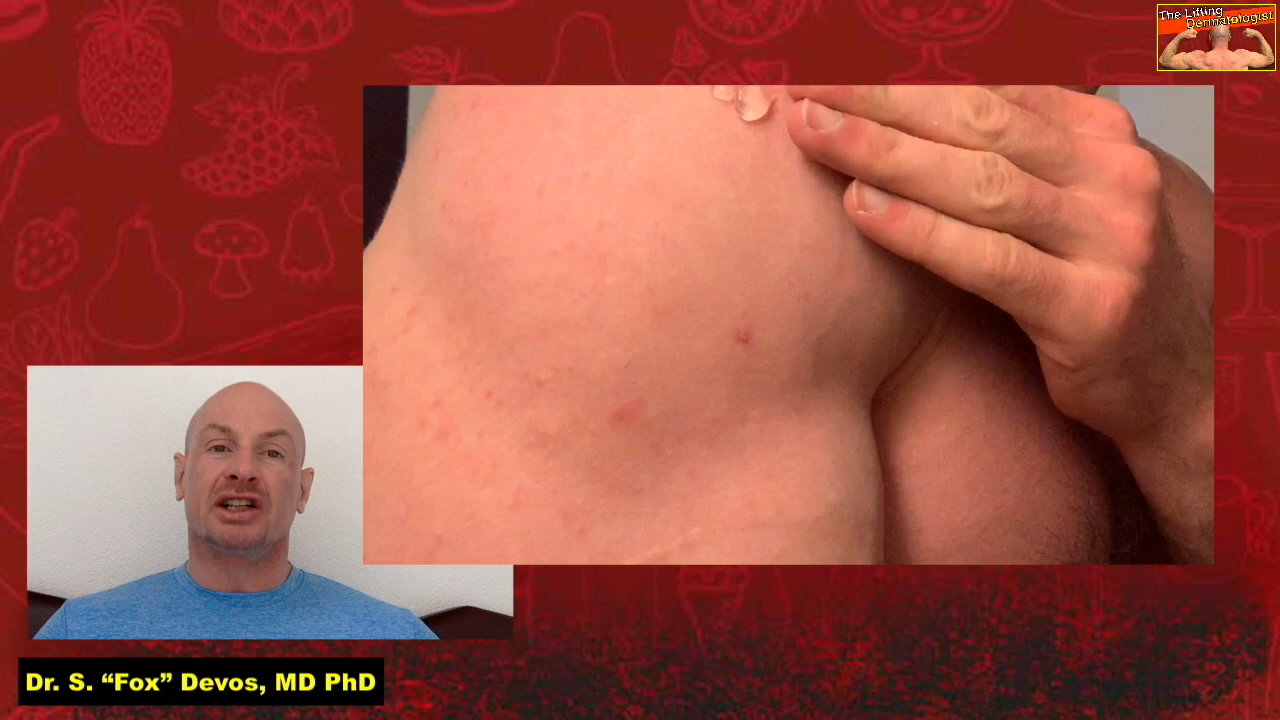 The Lifting
Dermatologist
Dr. S. “Fox” Devos, MD PhD